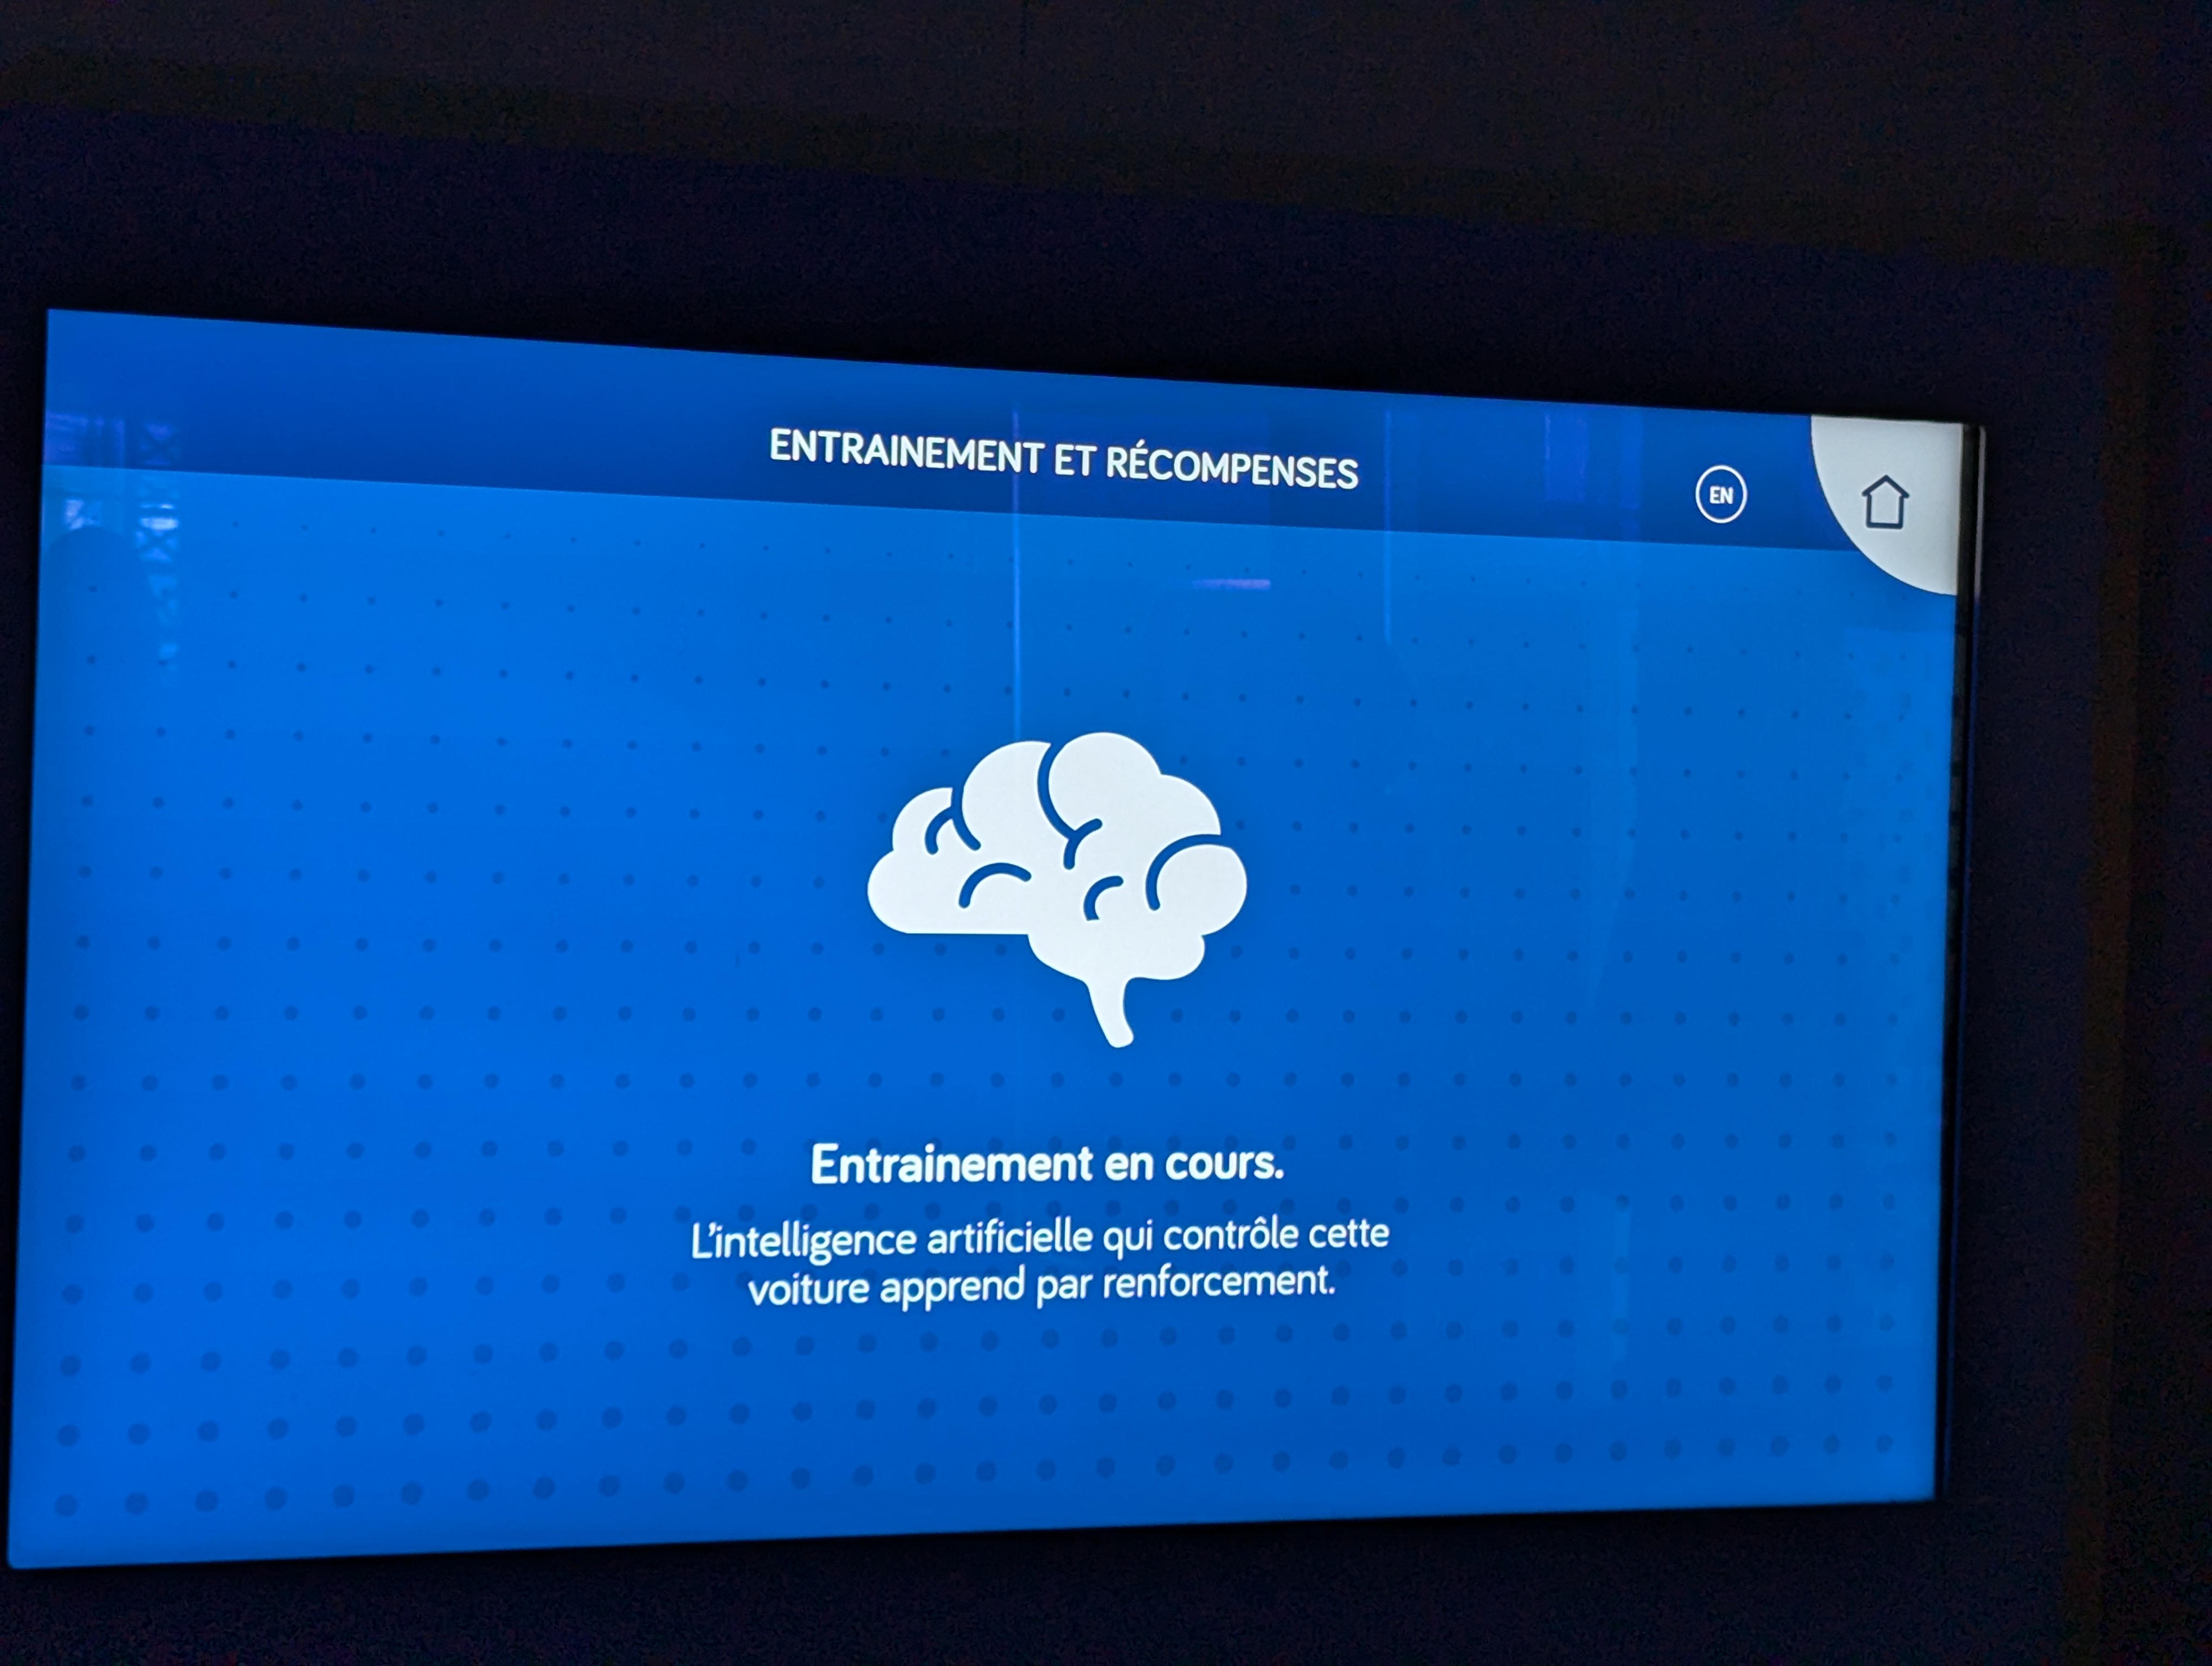 ENTRAINEMENT ET RÉCOMPENSES
EN
Entrainement en cours.
L'intelligence artificielle qui contrôle cette
voiture apprend par renforcement.